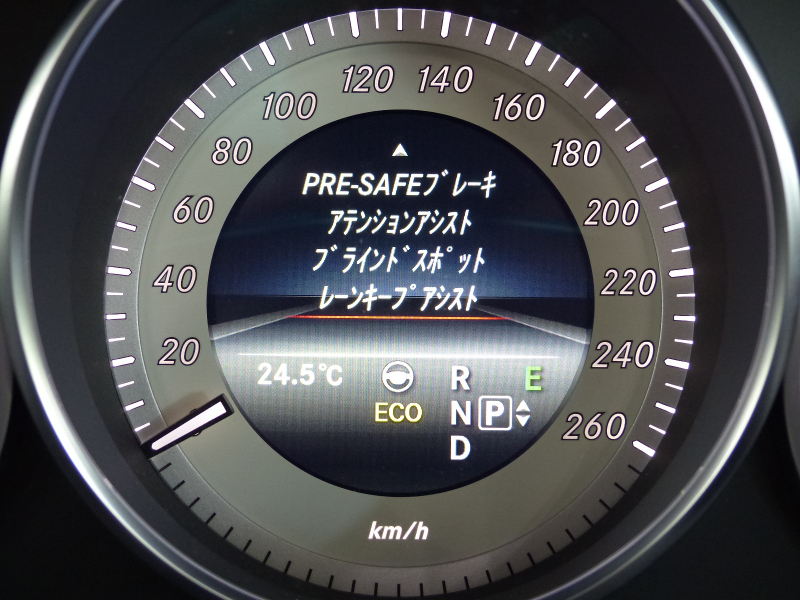 120 140
100 160
80 180
60 200
40 220
20 240
260
PRE-SAFEブレーキ
アテンションアシスト
ブラインドスポット
レーンキープアシスト
24.5℃
ECO
R
N P
D
E
km/h